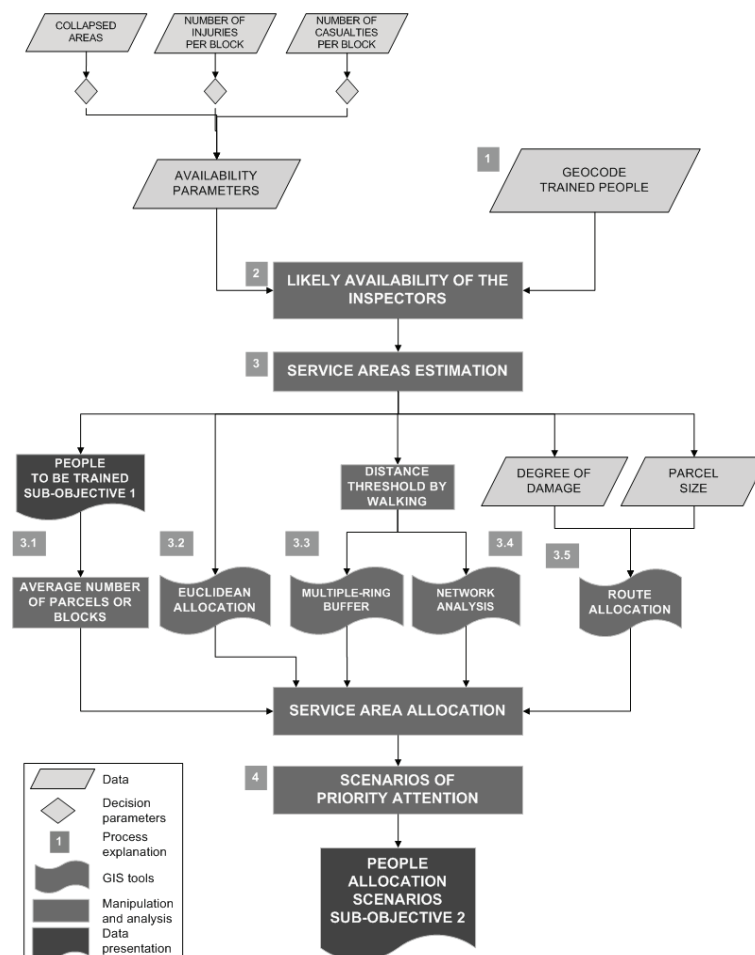 COLLAPSED
AREAS
NUMBER OF
INJURIES
PER BLOCK
NUMBER OF
CASUALTIES
PER BLOCK
AVAILABILITY
PARAMETERS
1
GEOCODE
TRAINED PEOPLE
2
LIKELY AVAILABILITY OF THE
INSPECTORS
3
SERVICE AREAS ESTIMATION
PEOPLE
TO BE TRAINED
SUB-OBJECTIVE 1
DISTANCE
THRESHOLD BY
WALKING
DEGREE OF
DAMAGE
PARCEL
SIZE
3.1
AVERAGE NUMBER
OF PARCELS OR
BLOCKS
3.2
EUCLIDEAN
ALLOCATION
3.3
MULTIPLE-RING
BUFFER
3.4
NETWORK
ANALYSIS
3.5
ROUTE
ALLOCATION
SERVICE AREA ALLOCATION
4
SCENARIOS OF
PRIORITY ATTENTION
PEOPLE
ALLOCATION
SCENARIOS
SUB-OBJECTIVE 2
Data
Decision
parameters
1
Process
explanation
GIS tools
Manipulation
and analysis
Data
presentation